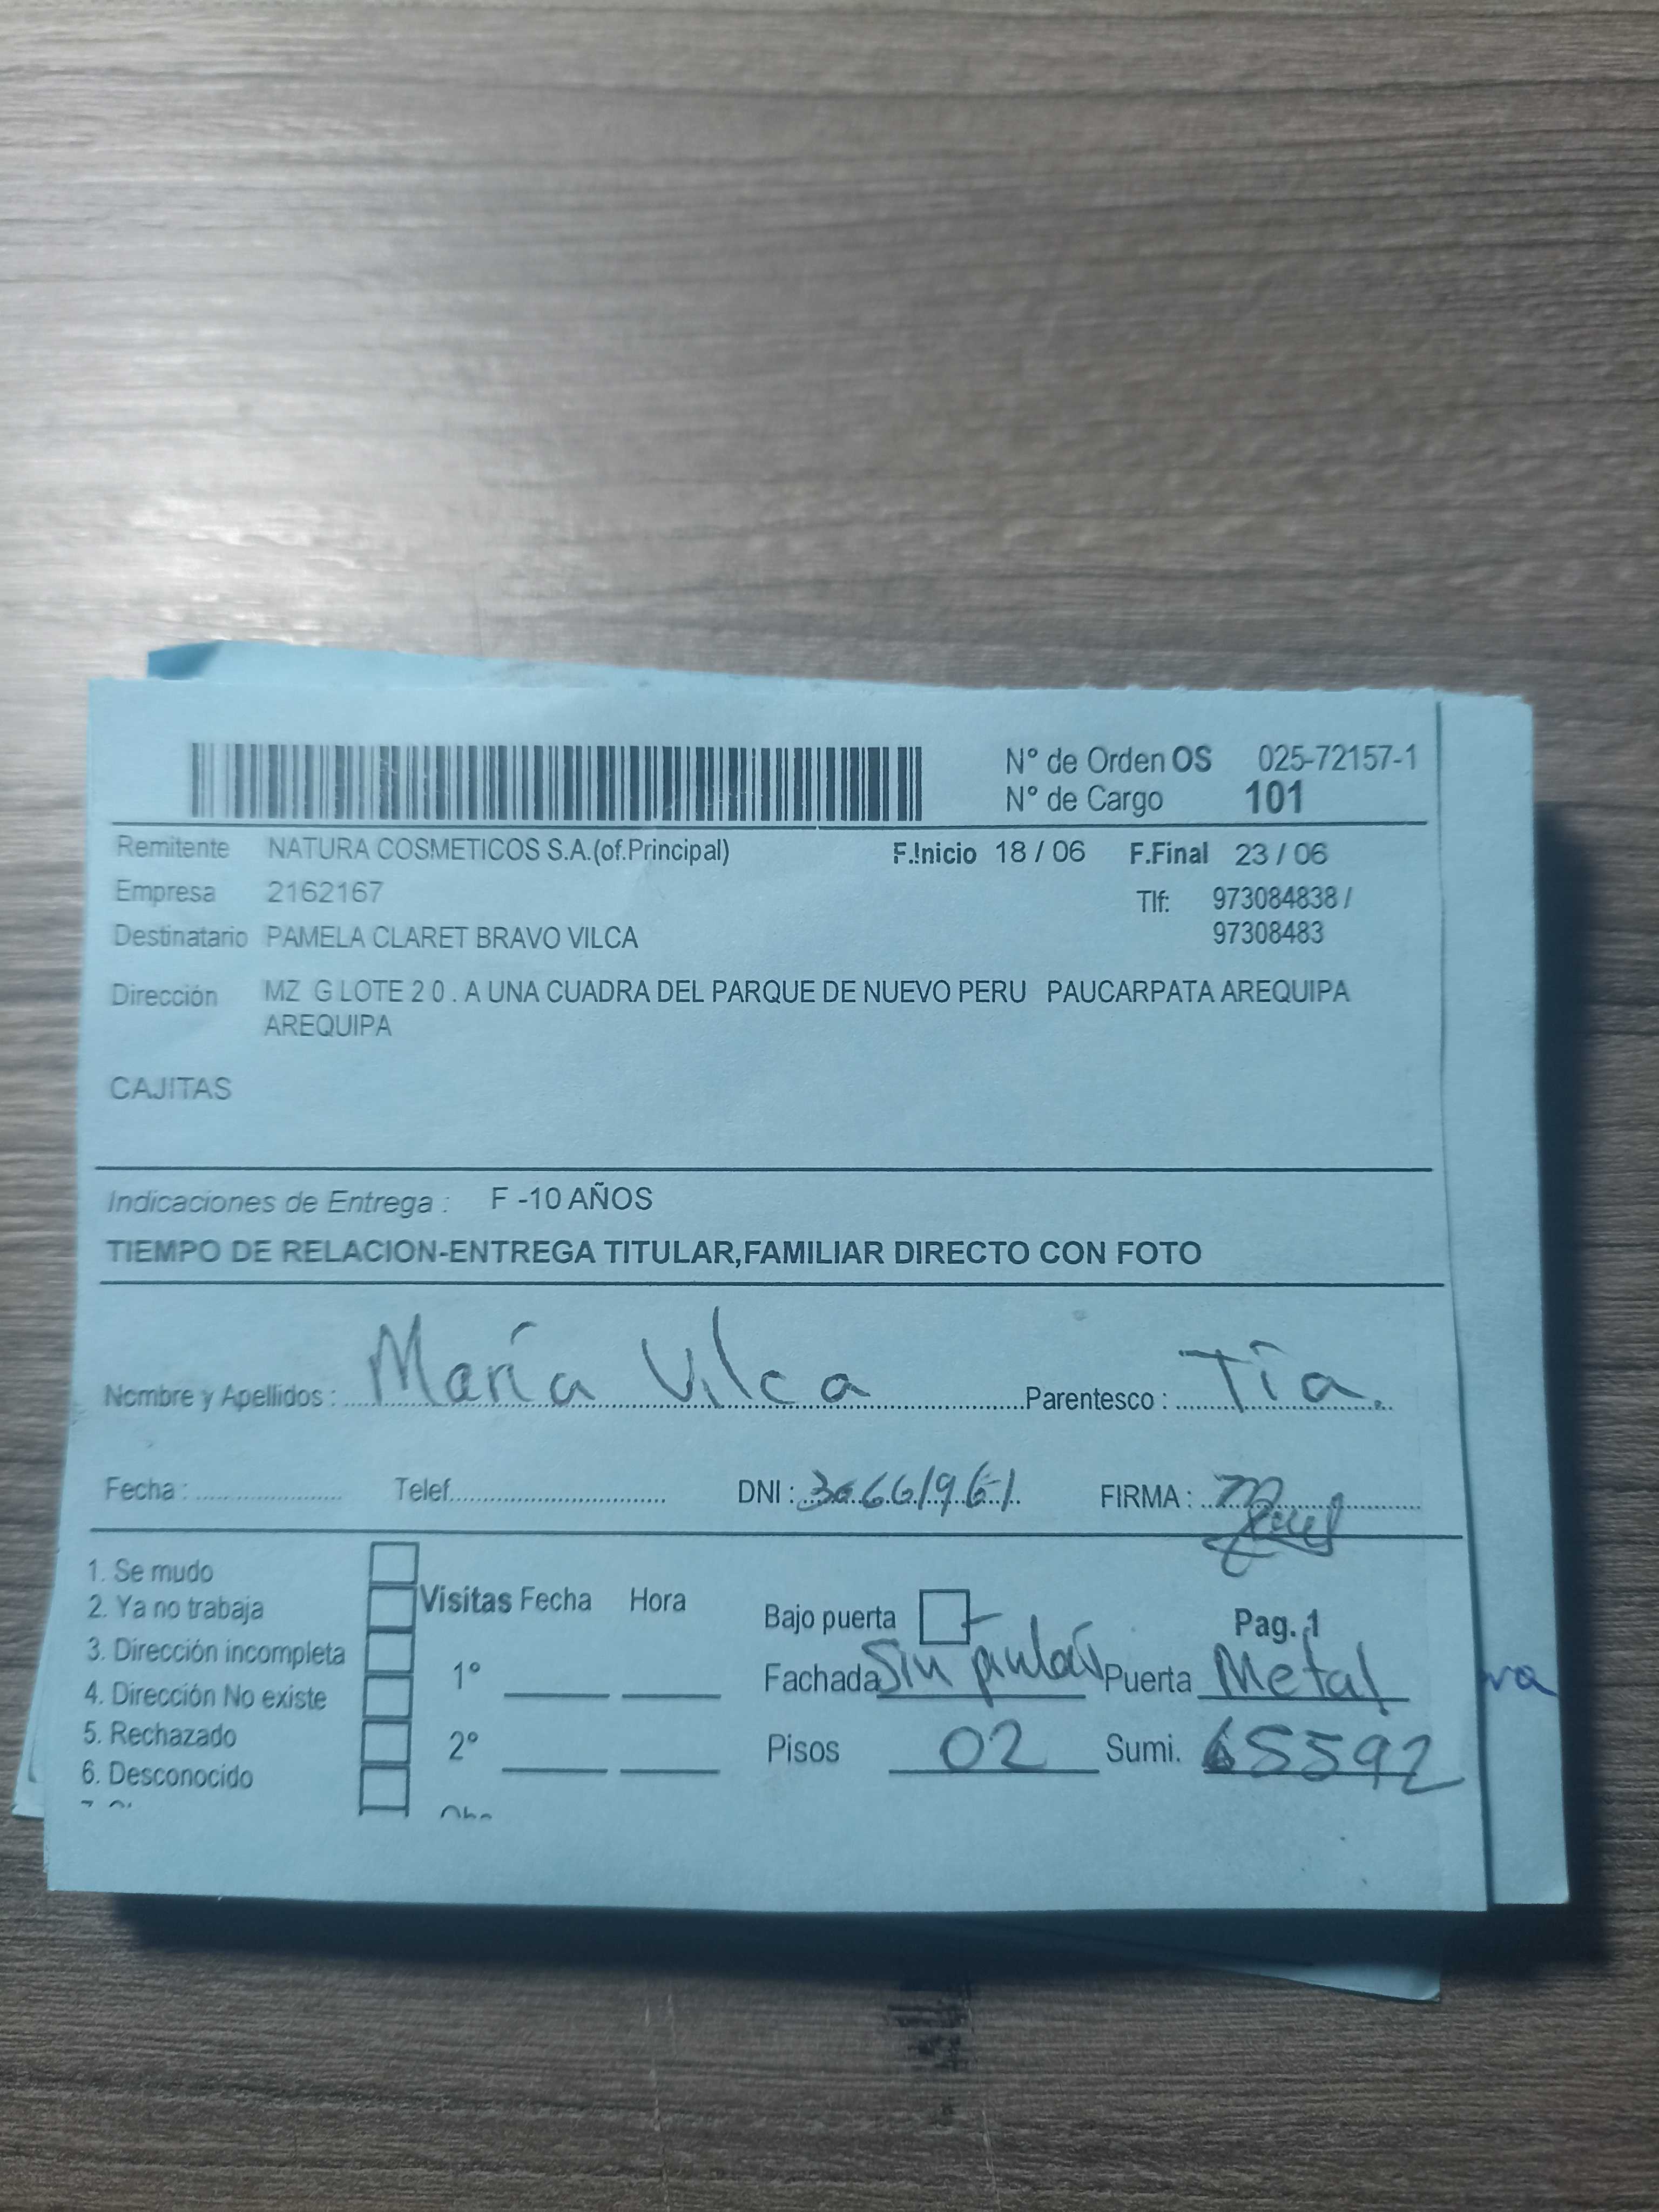 N° de Orden OS 025-72157-1
N° de Cargo 101
Remitente NATURA COSMETICOS S.A.(of.Principal) F.Inicio 18 / 06 F.Final 23 / 06
Empresa 2162167 Tlf: 973084838 /
97308483
Destinatario PAMELA CLARET BRAVO VILCA
Dirección MZ G LOTE 2 0 . A UNA CUADRA DEL PARQUE DE NUEVO PERU PAUCARPATA AREQUIPA
AREQUIPA
CAJITAS
Indicaciones de Entrega : F -10 AÑOS
TIEMPO DE RELACION-ENTREGA TITULAR,FAMILIAR DIRECTO CON FOTO
Nombre y Apellidos : María Vilca Parentesco : Tía.
Fecha : Telef. DNI : 30661961 FIRMA :
1. Se mudo
2. Ya no trabaja
3. Dirección incompleta
4. Dirección No existe
5. Rechazado
6. Desconocido
Visitas Fecha Hora
1°
2°
Bajo puerta Pag. 1
Fachada Sin Puerta Metal
Pisos 02 Sumi. 65592
va